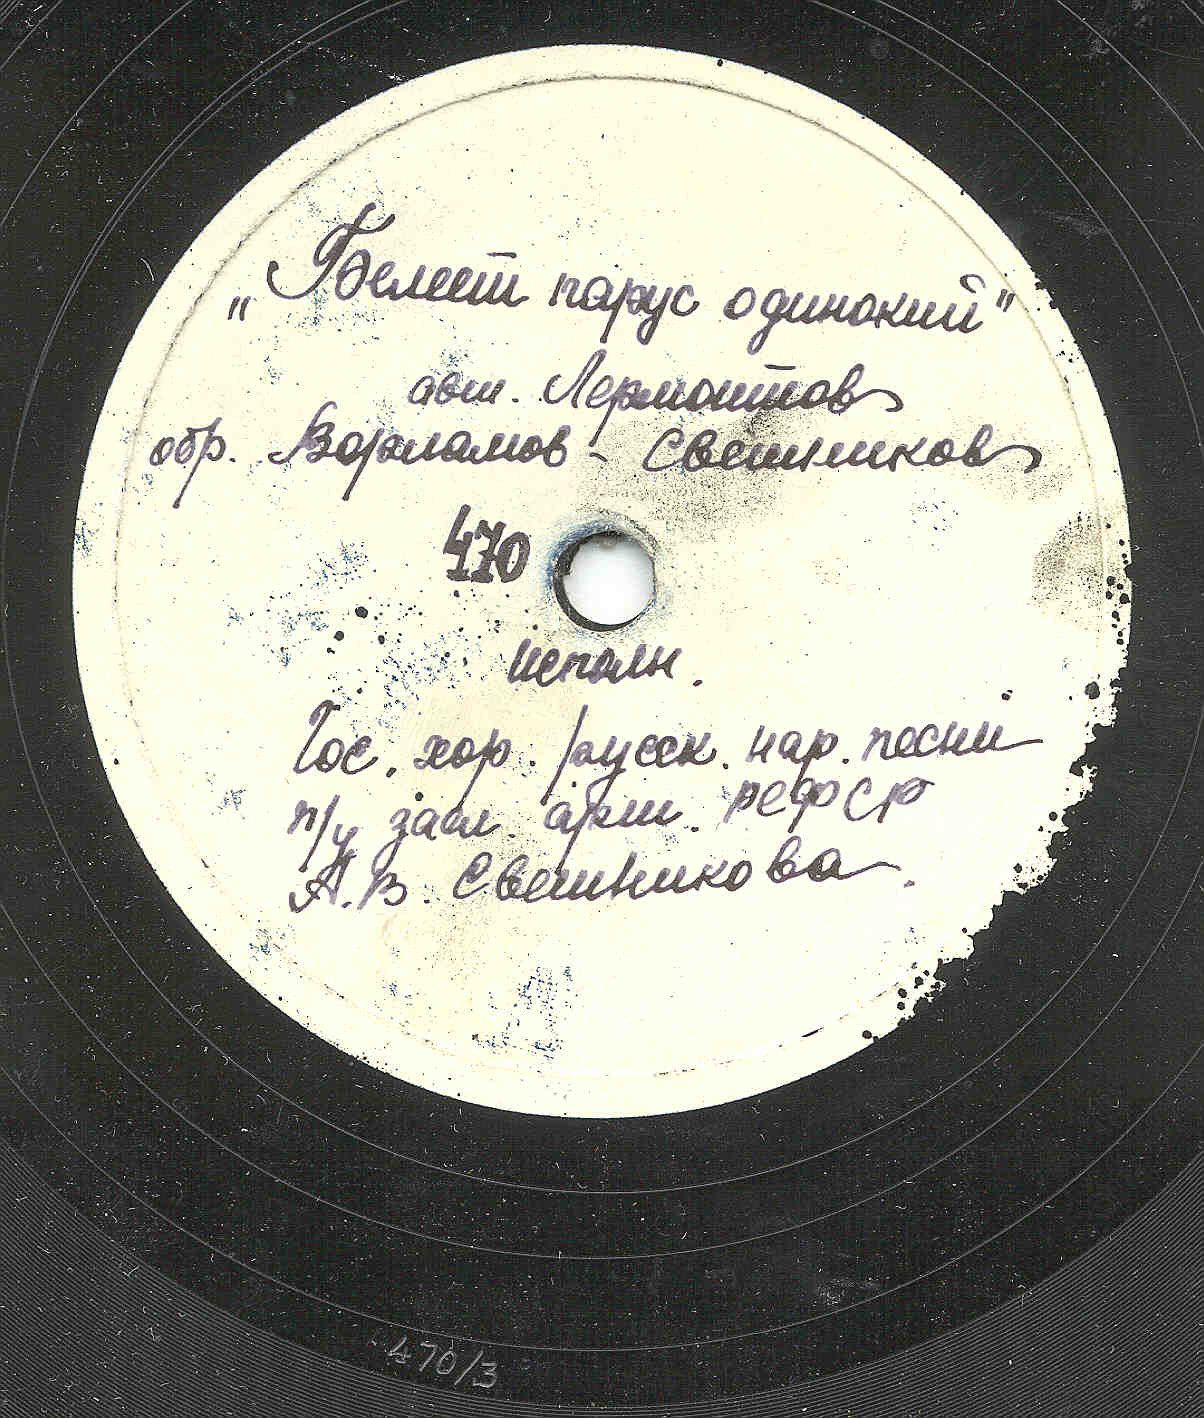 „Белеет парус одинокий"
авт. Лермонтов
обр. Варламов - Свешников
470
исполн.
Гос. хор. русск. нар. песни
п/у засл. арт. РСФСР
А.В. Свешникова.
470/3